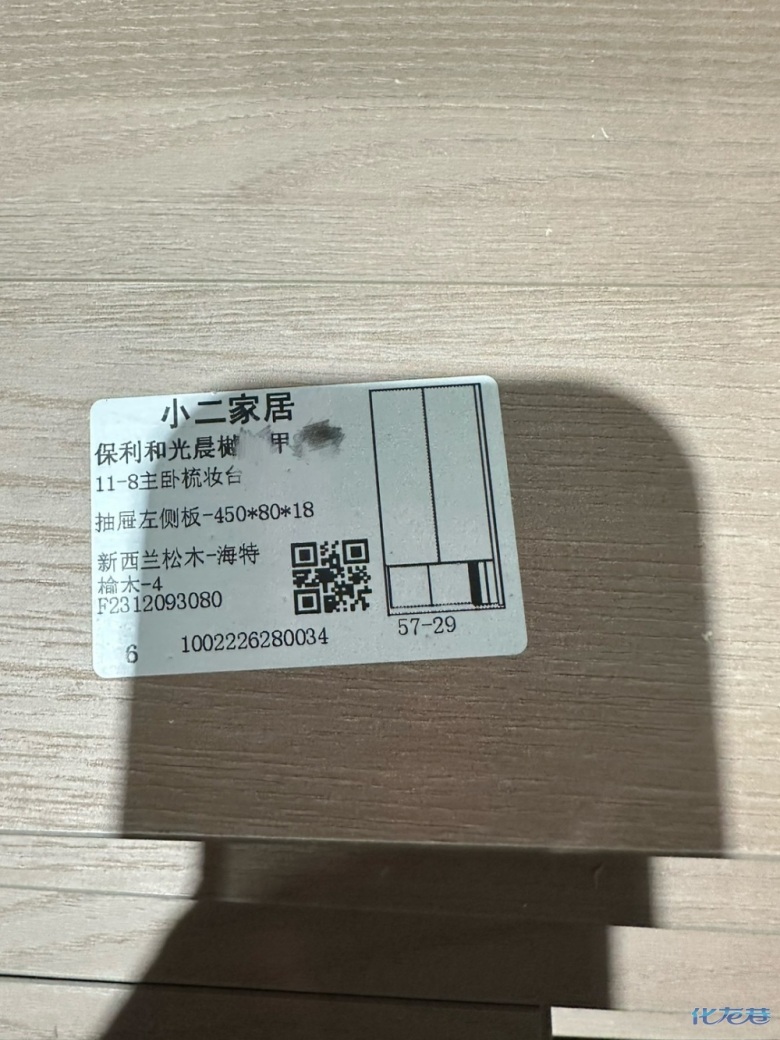 小二家居
保利和光晨樾 甲
11-8主卧梳妆台
抽屉左侧板-450*80*18
新西兰松木-海特
榆木-4
F2312093080
6 1002226280034
57-29
化龙巷